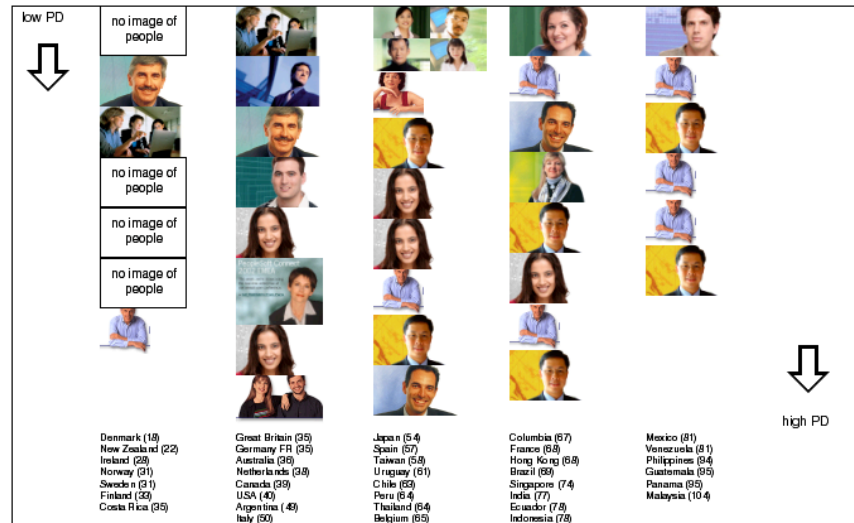 low PD
no image of
people
no image of
people
no image of
people
no image of
people
PeopleSoft Connect
high PD
Denmark (18)
New Zealand (22)
Ireland (28)
Norway (31)
Sweden (31)
Finland (33)
Costa Rica (35)
Great Britain (35)
Germany FR (35)
Australia (36)
Netherlands (38)
Canada (39)
USA (40)
Argentina (49)
Italy (50)
Japan (54)
Spain (57)
Taiwan (58)
Uruguay (61)
Chile (63)
Peru (64)
Thailand (64)
Belgium (65)
Columbia (67)
France (68)
Hong Kong (68)
Brazil (69)
Singapore (74)
India (77)
Ecuador (78)
Indonesia (78)
Mexico (81)
Venezuela (81)
Philippines (94)
Guatemala (95)
Panama (95)
Malaysia (104)